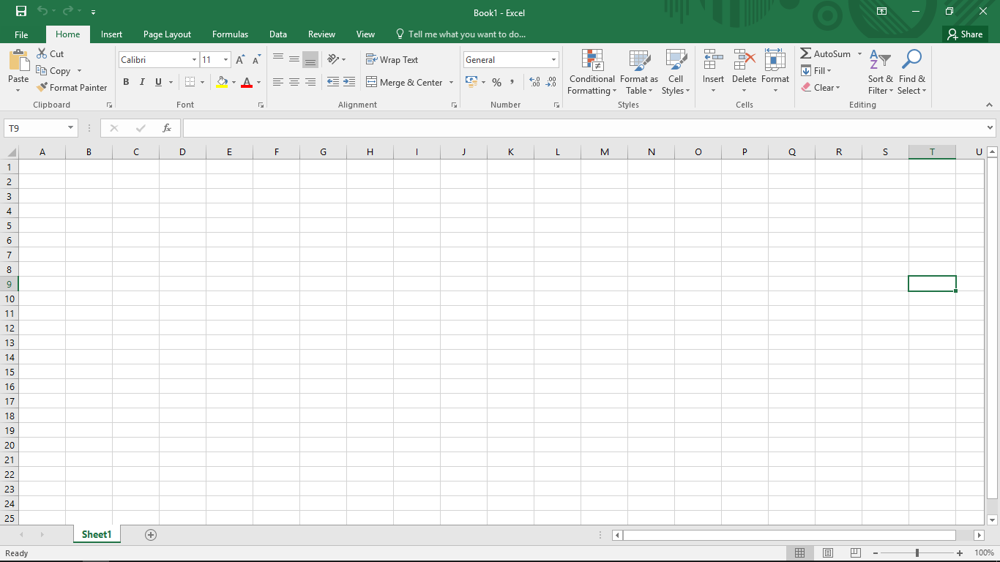 Book1 - Excel
File Home Insert Page Layout Formulas Data Review View Tell me what you want to do... Share
Paste
Cut
Copy
Format Painter
Clipboard
Calibri 11
B I U A
Font
Wrap Text
Merge & Center
Alignment
General
% ,
Number
Conditional Formatting
Format as Table
Cell Styles
Styles
Insert
Delete
Format
Cells
AutoSum
Fill
Clear
Sort & Filter
Find & Select
Editing
T9
fx
A B C D E F G H I J K L M N O P Q R S T U
1
2
3
4
5
6
7
8
9
10
11
12
13
14
15
16
17
18
19
20
21
22
23
24
25
Sheet1
Ready
100%